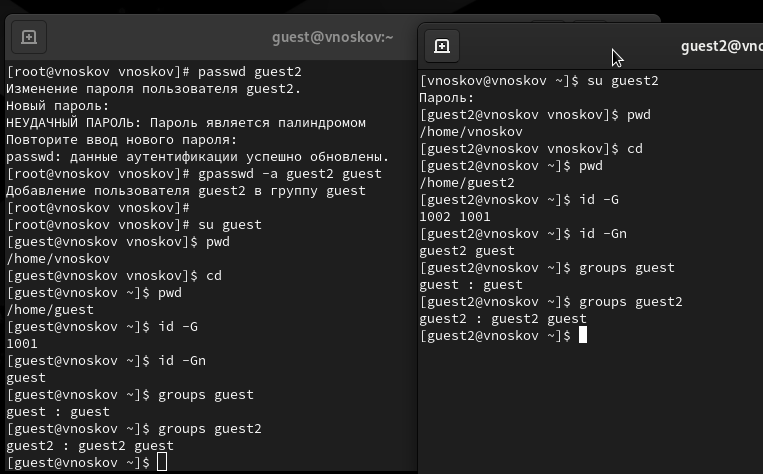 guest@vnoskov:~
[root@vnoskov vnoskov]# passwd guest2
Изменение пароля пользователя guest2.
Новый пароль:
НЕУДАЧНЫЙ ПАРОЛЬ: Пароль является палиндромом
Повторите ввод нового пароля:
passwd: данные аутентификации успешно обновлены.
[root@vnoskov vnoskov]# gpasswd -a guest2 guest
Добавление пользователя guest2 в группу guest
[root@vnoskov vnoskov]#
[root@vnoskov vnoskov]# su guest
[guest@vnoskov vnoskov]$ pwd
/home/vnoskov
[guest@vnoskov vnoskov]$ cd
[guest@vnoskov ~]$ pwd
/home/guest
[guest@vnoskov ~]$ id -G
1001
[guest@vnoskov ~]$ id -Gn
guest
[guest@vnoskov ~]$ groups guest
guest : guest
[guest@vnoskov ~]$ groups guest2
guest2 : guest2 guest
[guest@vnoskov ~]$
guest2@vno
[vnoskov@vnoskov ~]$ su guest2
Пароль:
[guest2@vnoskov vnoskov]$ pwd
/home/vnoskov
[guest2@vnoskov vnoskov]$ cd
[guest2@vnoskov ~]$ pwd
/home/guest2
[guest2@vnoskov ~]$ id -G
1002 1001
[guest2@vnoskov ~]$ id -Gn
guest2 guest
[guest2@vnoskov ~]$ groups guest
guest : guest
[guest2@vnoskov ~]$ groups guest2
guest2 : guest2 guest
[guest2@vnoskov ~]$